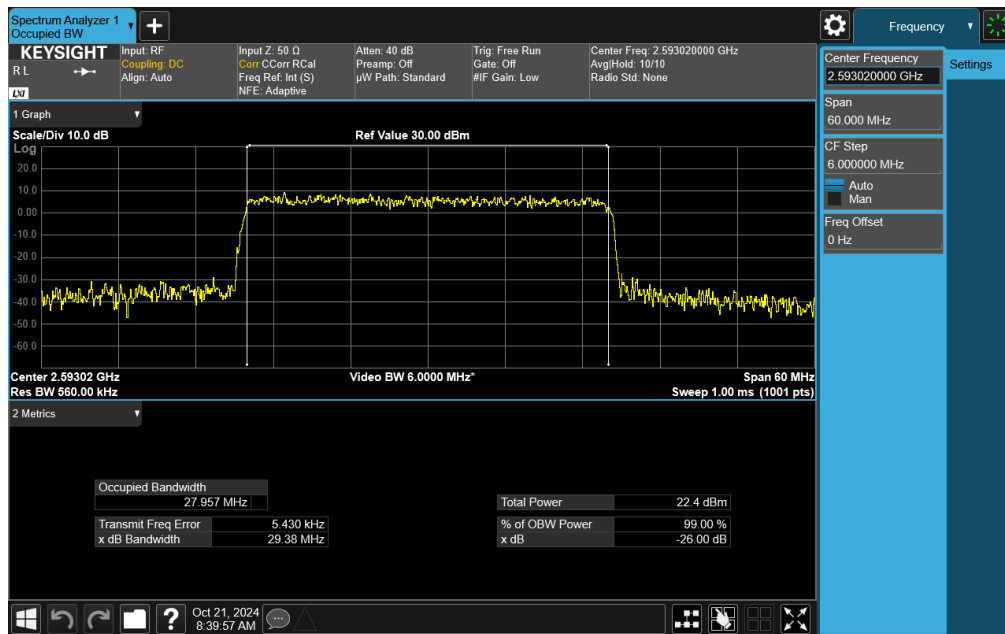 Spectrum Analyzer 1
Occupied BW
Frequency
KEYSIGHT
R L
LXI
Input: RF
Coupling: DC
Align: Auto
Input Z: 50 Ω
Corr CCorr RCal
Freq Ref: Int (S)
NFE: Adaptive
Atten: 40 dB
Preamp: Off
µW Path: Standard
Trig: Free Run
Gate: Off
#IF Gain: Low
Center Freq: 2.593020000 GHz
Avg|Hold: 10/10
Radio Std: None
Center Frequency
2.593020000 GHz
Settings
Span
60.000 MHz
CF Step
6.000000 MHz
Auto
Man
Freq Offset
0 Hz
1 Graph
Scale/Div 10.0 dB
Ref Value 30.00 dBm
Log
20.0
10.0
0.00
-10.0
-20.0
-30.0
-40.0
-50.0
-60.0
Center 2.59302 GHz
Video BW 6.0000 MHz*
Span 60 MHz
Res BW 560.00 kHz
Sweep 1.00 ms (1001 pts)
2 Metrics
Occupied Bandwidth
27.957 MHz
Total Power 22.4 dBm
Transmit Freq Error 5.430 kHz
% of OBW Power 99.00 %
x dB Bandwidth 29.38 MHz
x dB -26.00 dB
?
Oct 21, 2024
8:39:57 AM